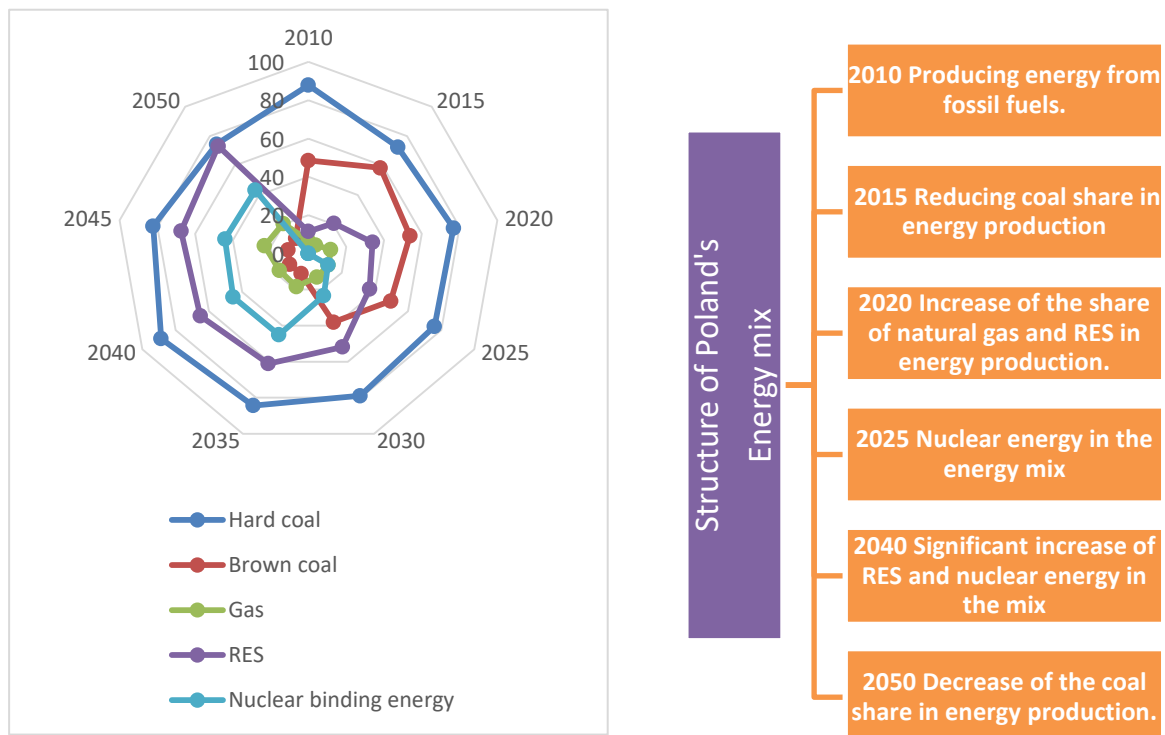 2010
100
2050
2015
80
60
40
20
0
2045
2020
2040
2025
2035
2030
Hard coal
Brown coal
Gas
RES
Nuclear binding energy
Structure of Poland's
Energy mix
2010 Producing energy from
fossil fuels.
2015 Reducing coal share in
energy production
2020 Increase of the share
of natural gas and RES in
energy production.
2025 Nuclear energy in the
energy mix
2040 Significant increase of
RES and nuclear energy in
the mix
2050 Decrease of the coal
share in energy production.